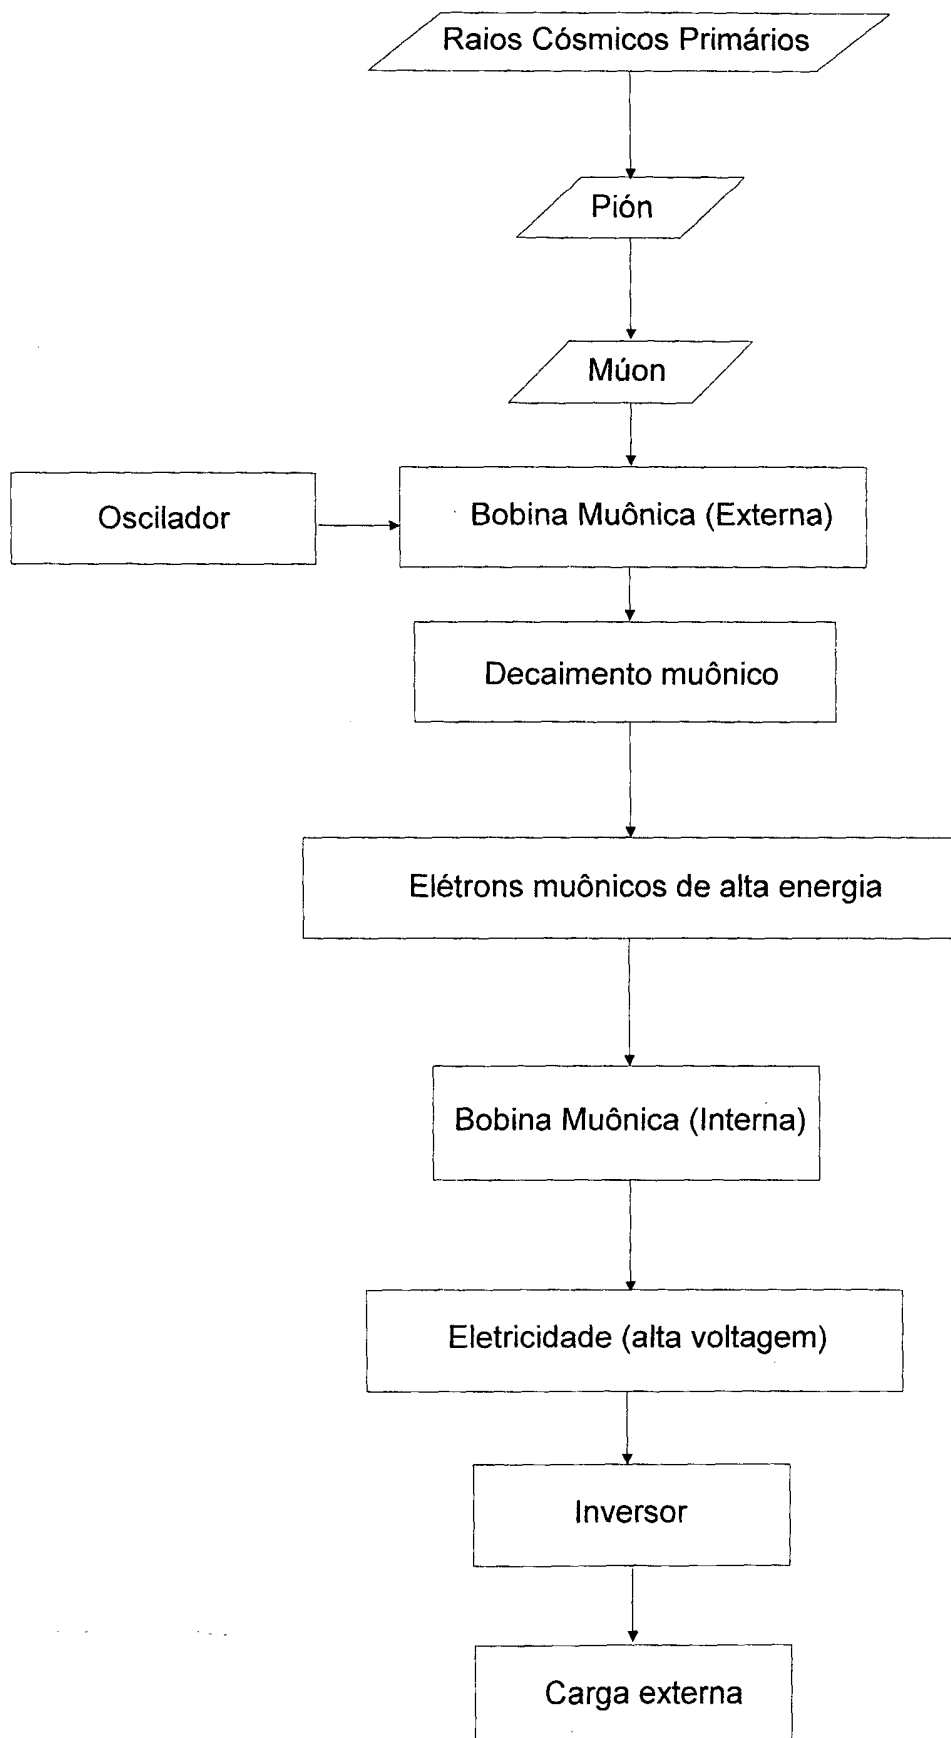 Raios Cósmicos Primários
Pión
Múon
Oscilador
Bobina Muônica (Externa)
Decaimento muônico
Elétrons muônicos de alta energia
Bobina Muônica (Interna)
Eletricidade (alta voltagem)
Inversor
Carga externa